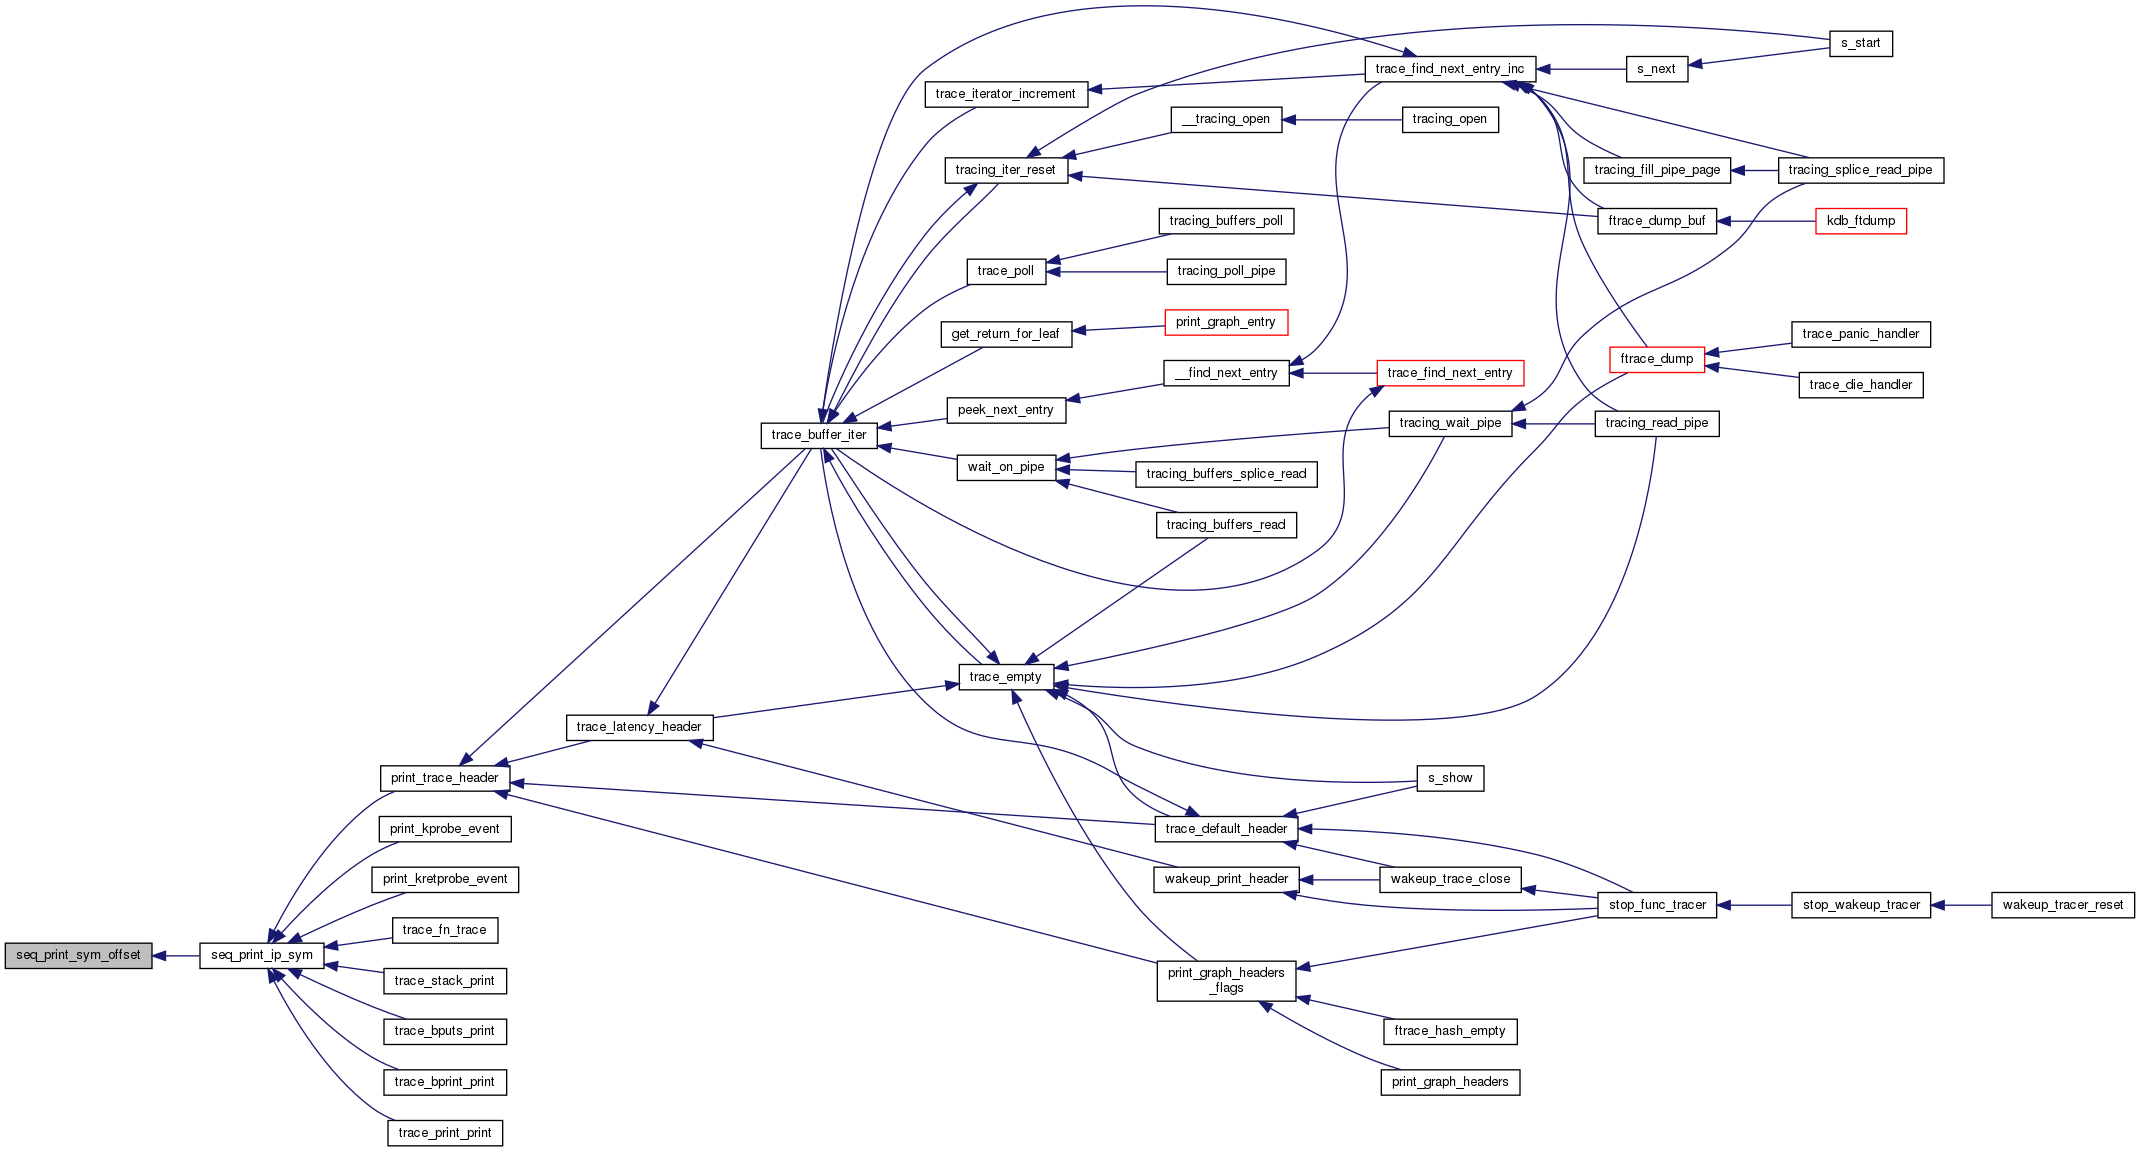 s_start
trace_find_next_entry_inc
s_next
trace_iterator_increment
__tracing_open
tracing_open
tracing_iter_reset
tracing_fill_pipe_page
tracing_splice_read_pipe
tracing_buffers_poll
ftrace_dump_buf
kdb_ftdump
trace_poll
tracing_poll_pipe
get_return_for_leaf
print_graph_entry
trace_panic_handler
ftrace_dump
__find_next_entry
trace_find_next_entry
trace_die_handler
peek_next_entry
tracing_wait_pipe
tracing_read_pipe
trace_buffer_iter
wait_on_pipe
tracing_buffers_splice_read
tracing_buffers_read
trace_empty
trace_latency_header
print_trace_header
s_show
print_kprobe_event
trace_default_header
print_kretprobe_event
wakeup_print_header
wakeup_trace_close
stop_func_tracer
stop_wakeup_tracer
wakeup_tracer_reset
trace_fn_trace
seq_print_sym_offset
seq_print_ip_sym
trace_stack_print
print_graph_headers
_flags
trace_bputs_print
ftrace_hash_empty
trace_bprint_print
print_graph_headers
trace_print_print